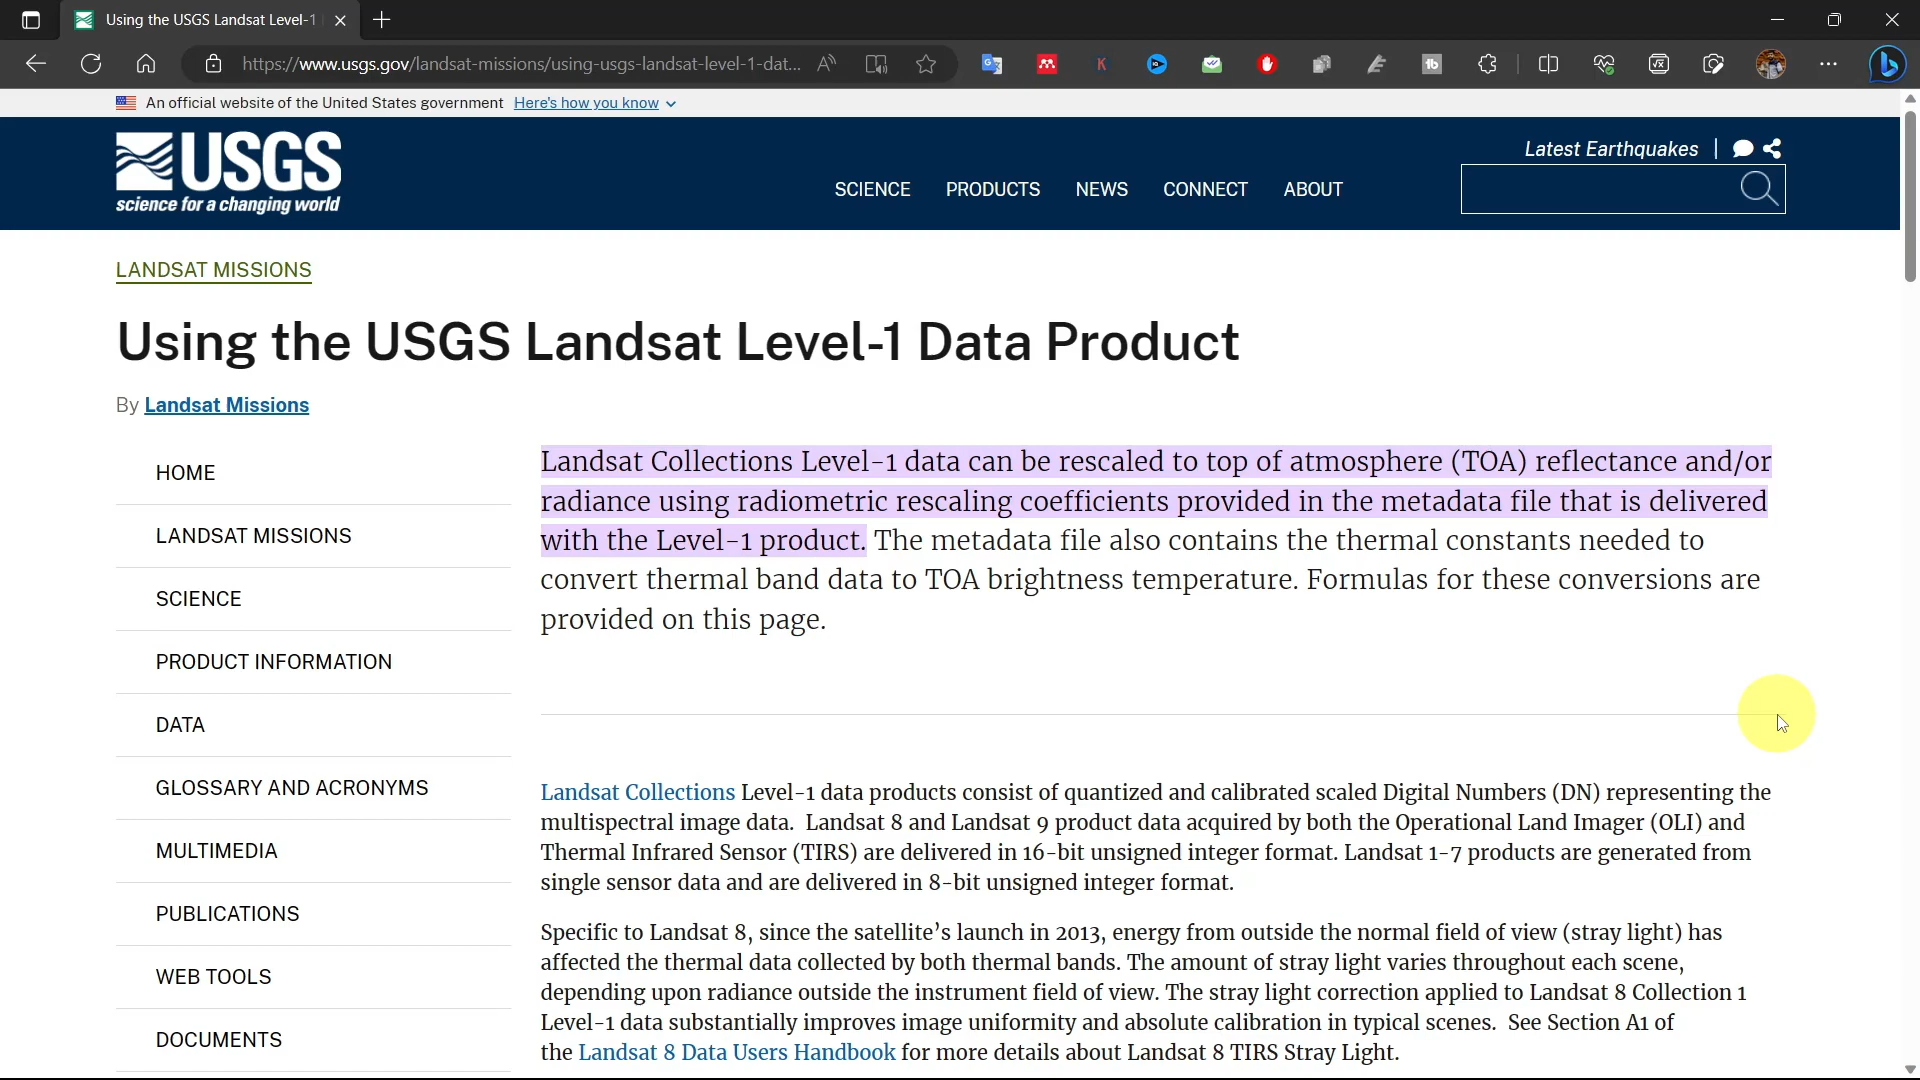 Using the USGS Landsat Level-1
https://www.usgs.gov/landsat-missions/using-usgs-landsat-level-1-dat...
An official website of the United States government Here's how you know
USGS
science for a changing world
SCIENCE PRODUCTS NEWS CONNECT ABOUT
Latest Earthquakes
LANDSAT MISSIONS
Using the USGS Landsat Level-1 Data Product
By Landsat Missions
HOME
LANDSAT MISSIONS
SCIENCE
PRODUCT INFORMATION
DATA
GLOSSARY AND ACRONYMS
MULTIMEDIA
PUBLICATIONS
WEB TOOLS
DOCUMENTS
Landsat Collections Level-1 data can be rescaled to top of atmosphere (TOA) reflectance and/or
radiance using radiometric rescaling coefficients provided in the metadata file that is delivered
with the Level-1 product. The metadata file also contains the thermal constants needed to
convert thermal band data to TOA brightness temperature. Formulas for these conversions are
provided on this page.
Landsat Collections Level-1 data products consist of quantized and calibrated scaled Digital Numbers (DN) representing the
multispectral image data. Landsat 8 and Landsat 9 product data acquired by both the Operational Land Imager (OLI) and
Thermal Infrared Sensor (TIRS) are delivered in 16-bit unsigned integer format. Landsat 1-7 products are generated from
single sensor data and are delivered in 8-bit unsigned integer format.
Specific to Landsat 8, since the satellite’s launch in 2013, energy from outside the normal field of view (stray light) has
affected the thermal data collected by both thermal bands. The amount of stray light varies throughout each scene,
depending upon radiance outside the instrument field of view. The stray light correction applied to Landsat 8 Collection 1
Level-1 data substantially improves image uniformity and absolute calibration in typical scenes. See Section A1 of
the Landsat 8 Data Users Handbook for more details about Landsat 8 TIRS Stray Light.